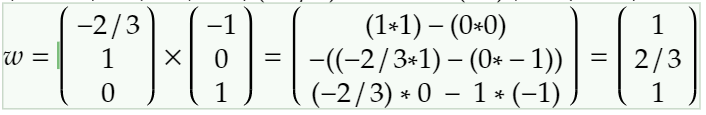 w = (−2/3 1 0) × (−1 0 1) = ((1*1) − (0*0) −((−2/3*1) − (0* − 1)) (−2/3) * 0 − 1 * (−1)) = (1 2/3 1)